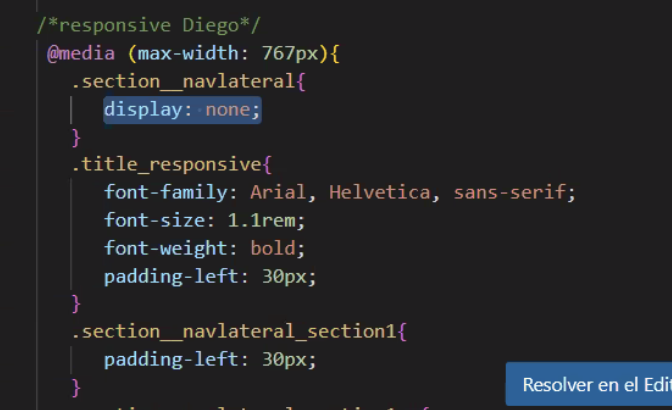 /*responsive Diego*/
@media (max-width: 767px){
.section__navlateral{
display: none;
}
.title_responsive{
font-family: Arial, Helvetica, sans-serif;
font-size: 1.1rem;
font-weight: bold;
padding-left: 30px;
}
.section__navlateral_section1{
padding-left: 30px;
}
Resolver en el Edit